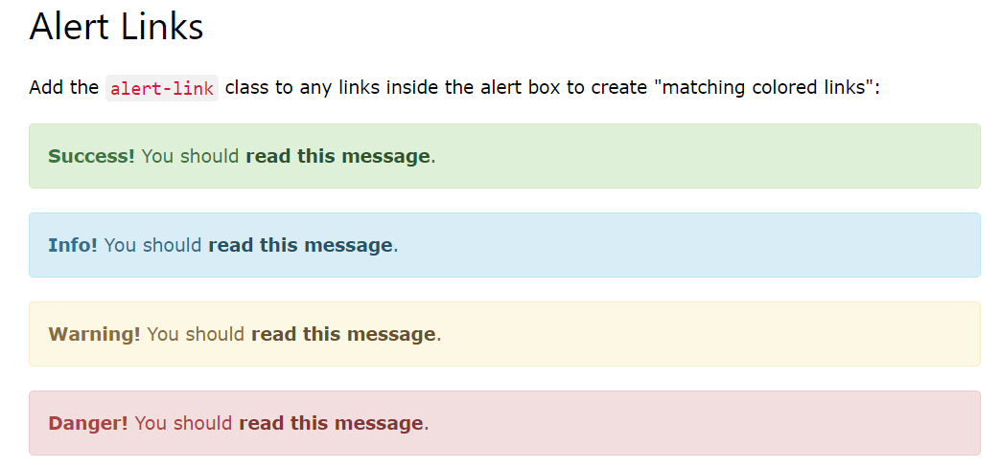 Alert Links
Add the alert-link class to any links inside the alert box to create "matching colored links":
Success! You should read this message.
Info! You should read this message.
Warning! You should read this message.
Danger! You should read this message.